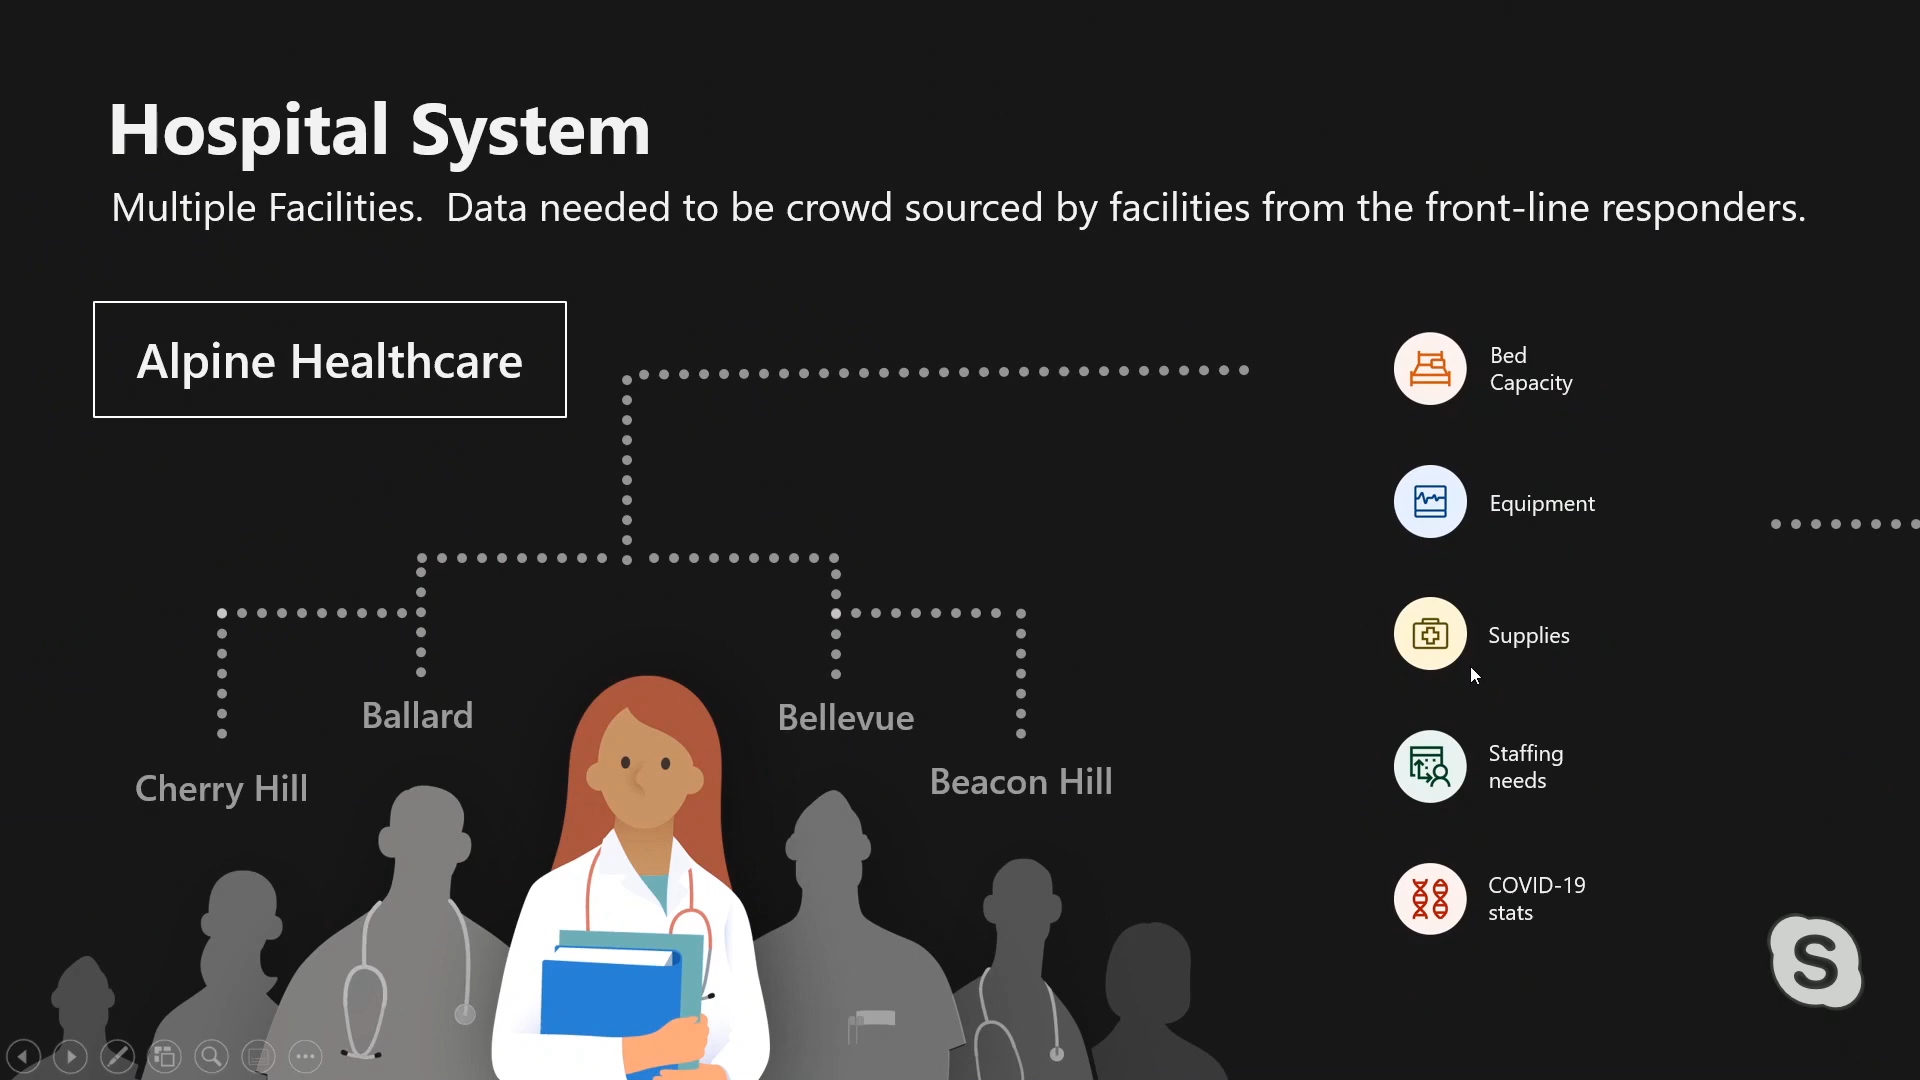 Hospital System
Multiple Facilities.  Data needed to be crowd sourced by facilities from the front-line responders.
Alpine Healthcare
Bed
Capacity
Equipment
Supplies
Ballard
Bellevue
Cherry Hill
Beacon Hill
Staffing
needs
COVID-19
stats
S